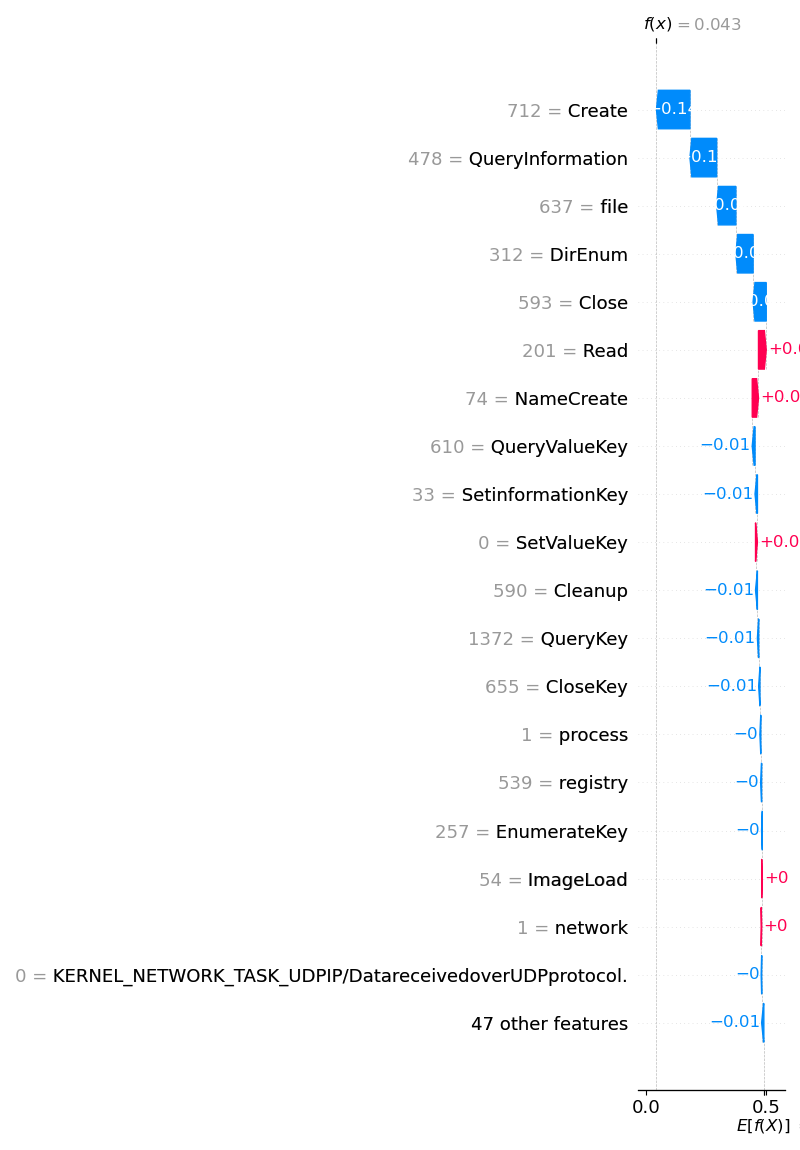 f(x) = 0.043
712 = Create −0.14
478 = QueryInformation
637 = file
312 = DirEnum
593 = Close
201 = Read
74 = NameCreate
610 = QueryValueKey −0.01
33 = SetinformationKey −0.01
0 = SetValueKey
590 = Cleanup −0.01
1372 = QueryKey −0.01
655 = CloseKey −0.01
1 = process −0
539 = registry −0
257 = EnumerateKey −0
54 = ImageLoad +0
1 = network +0
0 = KERNEL_NETWORK_TASK_UDPIP/DatareceivedoverUDPprotocol. −0
47 other features −0.01
0.0 0.5
E[f(X)]